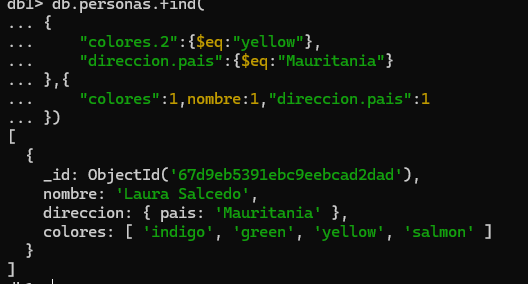 db1> db.personas.find(
... {
...     "colores.2":{$eq:"yellow"},
...     "direccion.pais":{$eq:"Mauritania"}
... },{
...     "colores":1,nombre:1,"direccion.pais":1
... })
[
  {
    _id: ObjectId('67d9eb5391ebc9eebcad2dad'),
    nombre: 'Laura Salcedo',
    direccion: { pais: 'Mauritania' },
    colores: [ 'indigo', 'green', 'yellow', 'salmon' ]
  }
]